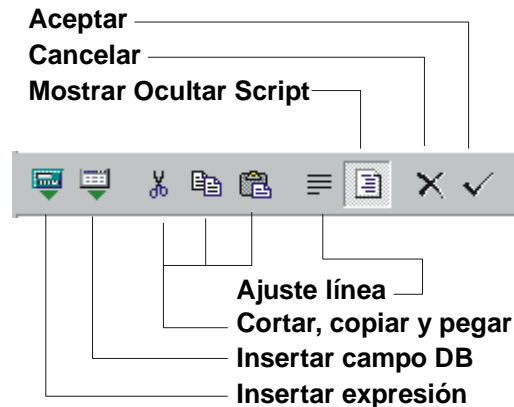 Aceptar
Cancelar
Mostrar Ocultar Script
Ajuste línea
Cortar, copiar y pegar
Insertar campo DB
Insertar expresión